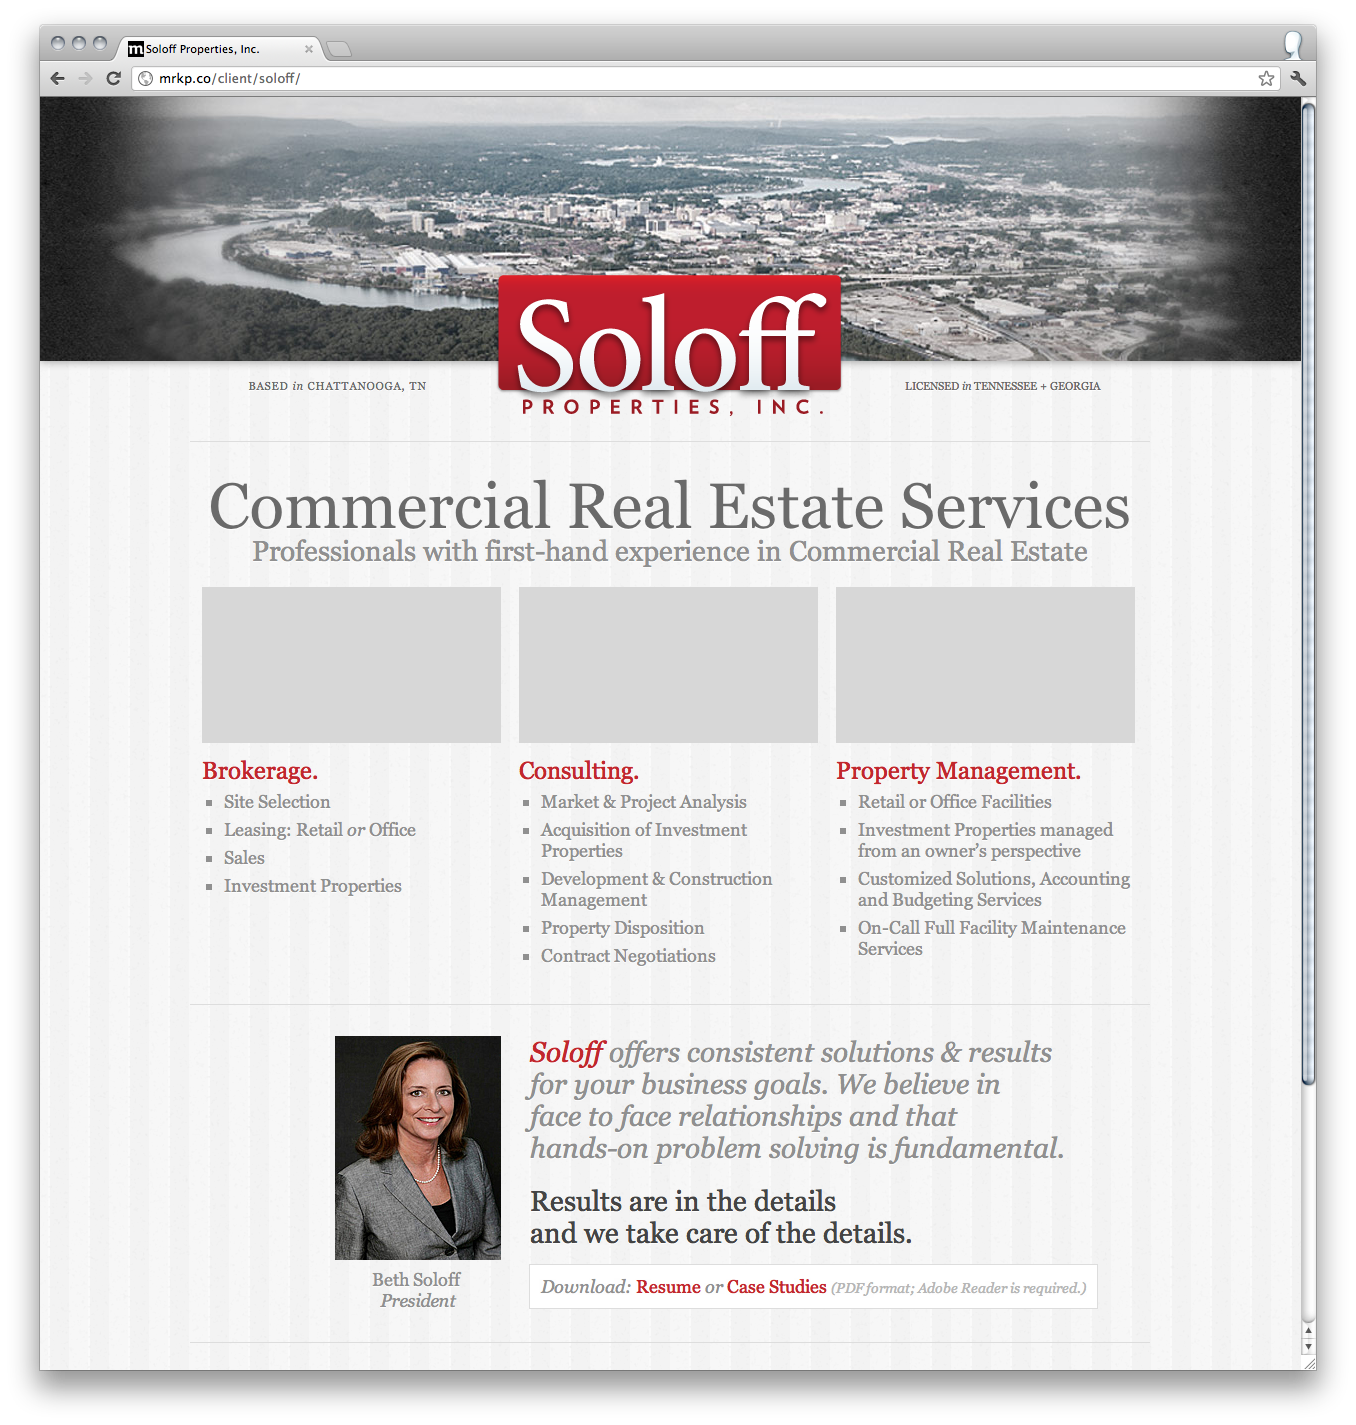 m Soloff Properties, Inc.
mrkp.co/client/soloff/
Soloff
PROPERTIES, INC.
BASED in CHATTANOOGA, TN
LICENSED in TENNESSEE + GEORGIA
Commercial Real Estate Services
Professionals with first-hand experience in Commercial Real Estate
Brokerage.
Site Selection
Leasing: Retail or Office
Sales
Investment Properties
Consulting.
Market & Project Analysis
Acquisition of Investment
Properties
Development & Construction
Management
Property Disposition
Contract Negotiations
Property Management.
Retail or Office Facilities
Investment Properties managed
from an owner’s perspective
Customized Solutions, Accounting
and Budgeting Services
On-Call Full Facility Maintenance
Services
Beth Soloff
President
Soloff offers consistent solutions & results
for your business goals. We believe in
face to face relationships and that
hands-on problem solving is fundamental.
Results are in the details
and we take care of the details.
Download: Resume or Case Studies (PDF format; Adobe Reader is required.)